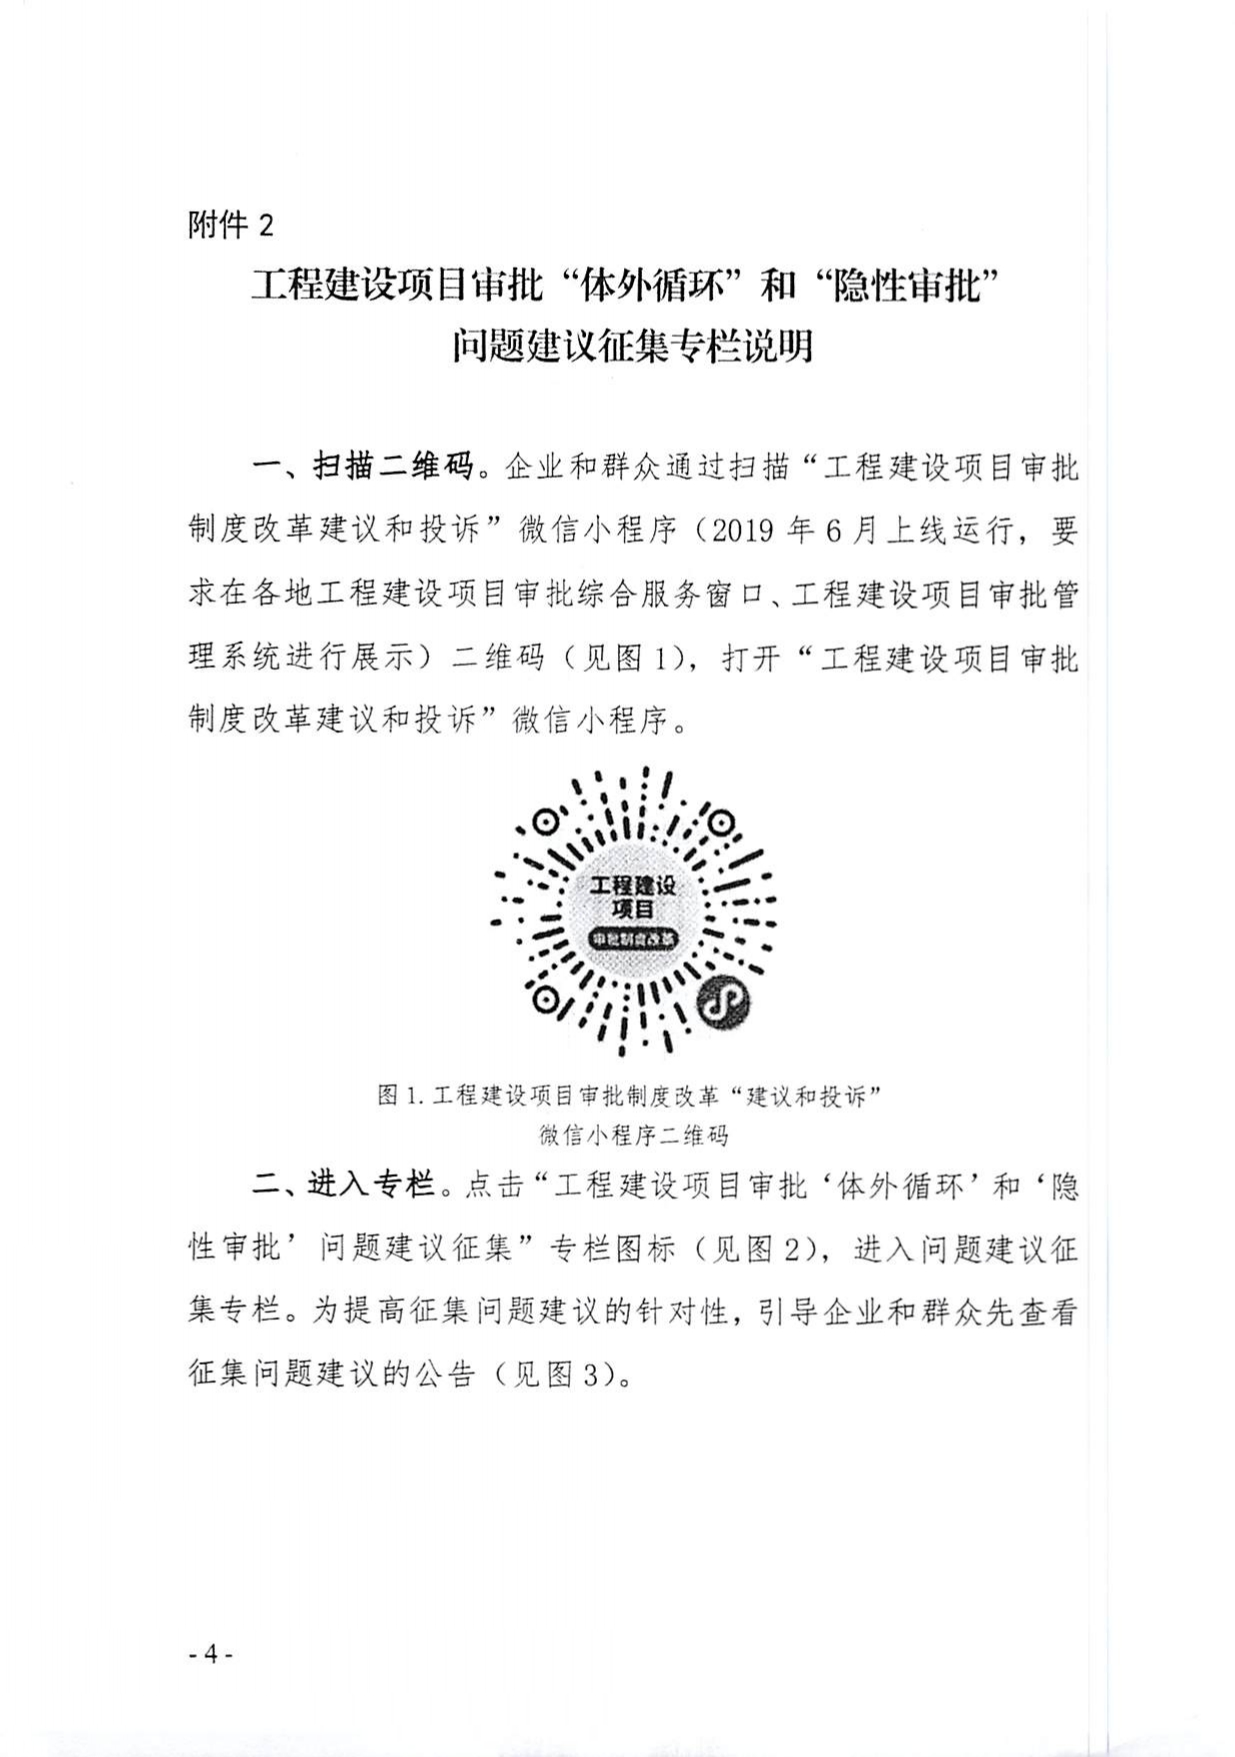 附件 2
工程建设项目审批“体外循环”和“隐性审批”
问题建议征集专栏说明
一、扫描二维码。企业和群众通过扫描“工程建设项目审批
制度改革建议和投诉”微信小程序（2019 年 6 月上线运行，要
求在各地工程建设项目审批综合服务窗口、工程建设项目审批管
理系统进行展示）二维码（见图 1），打开“工程建设项目审批
制度改革建议和投诉”微信小程序。
工程建设
项目
审批制度改革
图 1. 工程建设项目审批制度改革“建议和投诉”
微信小程序二维码
二、进入专栏。点击“工程建设项目审批‘体外循环’和‘隐
性审批’问题建议征集”专栏图标（见图 2），进入问题建议征
集专栏。为提高征集问题建议的针对性，引导企业和群众先查看
征集问题建议的公告（见图 3）。
- 4 -